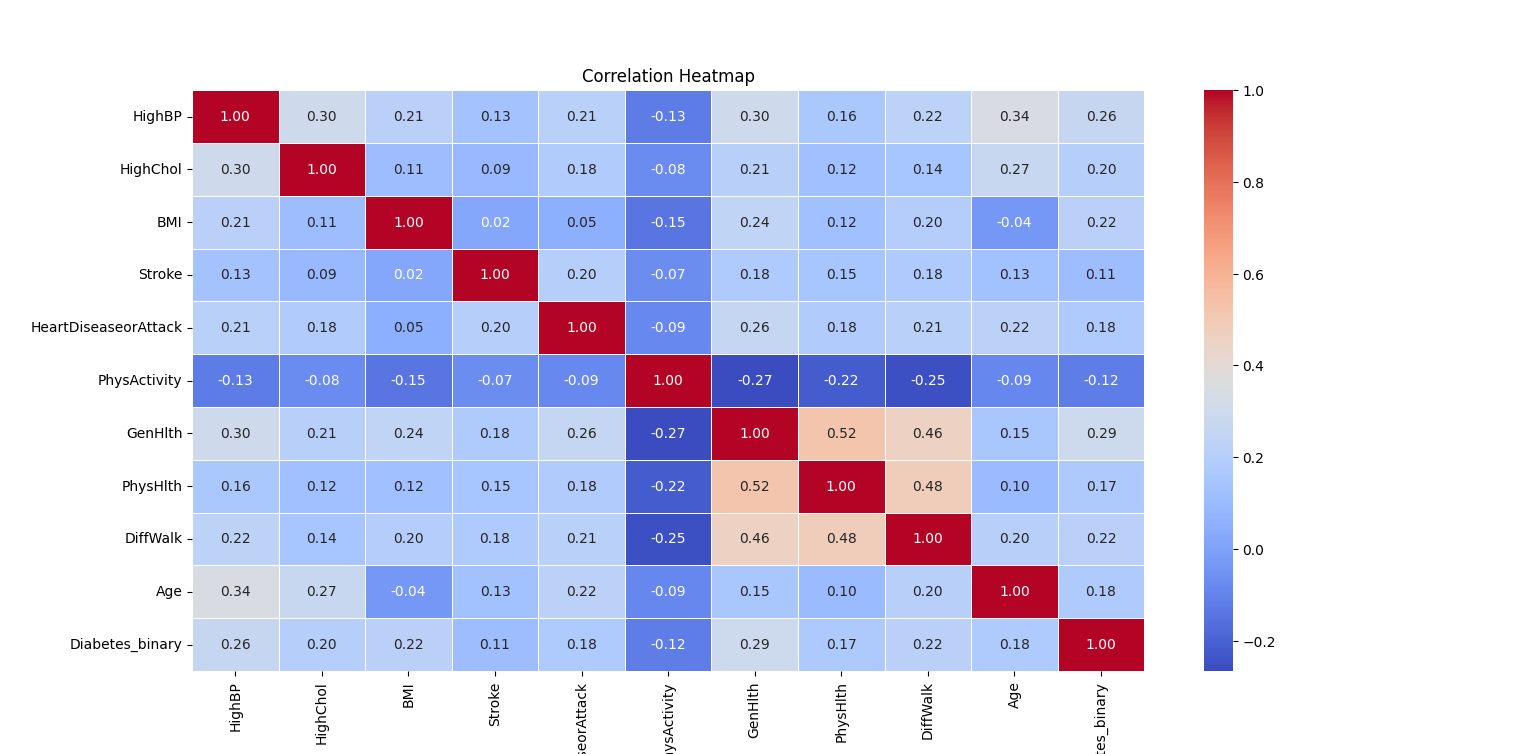 Correlation Heatmap
HighBP 1.00 0.30 0.21 0.13 0.21 -0.13 0.30 0.16 0.22 0.34 0.26
HighChol 0.30 1.00 0.11 0.09 0.18 -0.08 0.21 0.12 0.14 0.27 0.20
BMI 0.21 0.11 1.00 0.02 0.05 -0.15 0.24 0.12 0.20 -0.04 0.22
Stroke 0.13 0.09 0.02 1.00 0.20 -0.07 0.18 0.15 0.18 0.13 0.11
HeartDiseaseorAttack 0.21 0.18 0.05 0.20 1.00 -0.09 0.26 0.18 0.21 0.22 0.18
PhysActivity -0.13 -0.08 -0.15 -0.07 -0.09 1.00 -0.27 -0.22 -0.25 -0.09 -0.12
GenHlth 0.30 0.21 0.24 0.18 0.26 -0.27 1.00 0.52 0.46 0.15 0.29
PhysHlth 0.16 0.12 0.12 0.15 0.18 -0.22 0.52 1.00 0.48 0.10 0.17
DiffWalk 0.22 0.14 0.20 0.18 0.21 -0.25 0.46 0.48 1.00 0.20 0.22
Age 0.34 0.27 -0.04 0.13 0.22 -0.09 0.15 0.10 0.20 1.00 0.18
Diabetes_binary 0.26 0.20 0.22 0.11 0.18 -0.12 0.29 0.17 0.22 0.18 1.00
HighBP
HighChol
BMI
Stroke
seorAttack
ysActivity
GenHlth
PhysHlth
DiffWalk
Age
tes_binary
1.0
0.8
0.6
0.4
0.2
0.0
−0.2